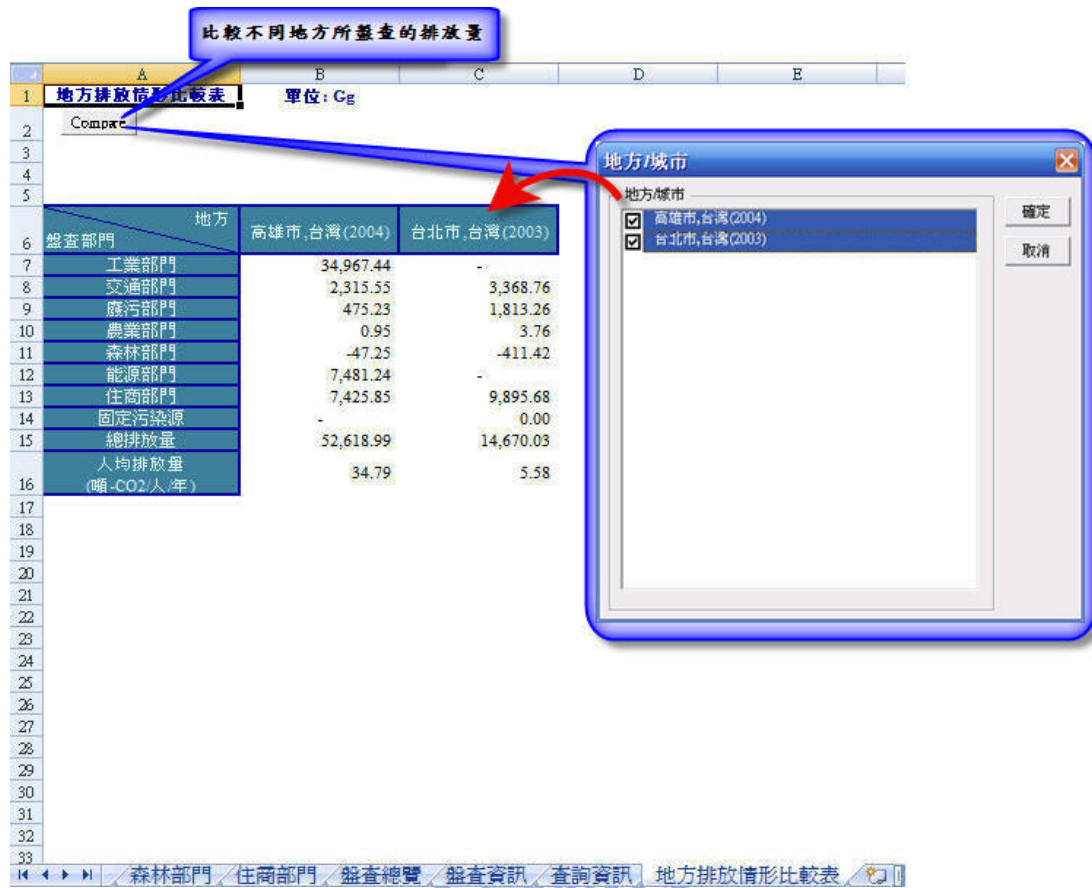 比較不同地方所盤查的排放量
A B C D E
1 地方排放情形比較表 單位: Gg
2 Compare
3
4
5
地方
6 盤查部門 高雄市,台灣(2004) 台北市,台灣(2003)
7 工業部門 34,967.44 -
8 交通部門 2,315.55 3,368.76
9 廢污部門 475.23 1,813.26
10 農業部門 0.95 3.76
11 森林部門 -47.25 -411.42
12 能源部門 7,481.24 -
13 住商部門 7,425.85 9,895.68
14 固定污染源 - 0.00
15 總排放量 52,618.99 14,670.03
人均排放量
16 (噸-CO2/人/年) 34.79 5.58
17
18
19
20
21
22
23
24
25
26
27
28
29
30
31
32
33
地方/城市
地方/城市
高雄市,台灣(2004)
台北市,台灣(2003)
確定
取消
森林部門 住商部門 盤查總覽 盤查資訊 查詢資訊 地方排放情形比較表